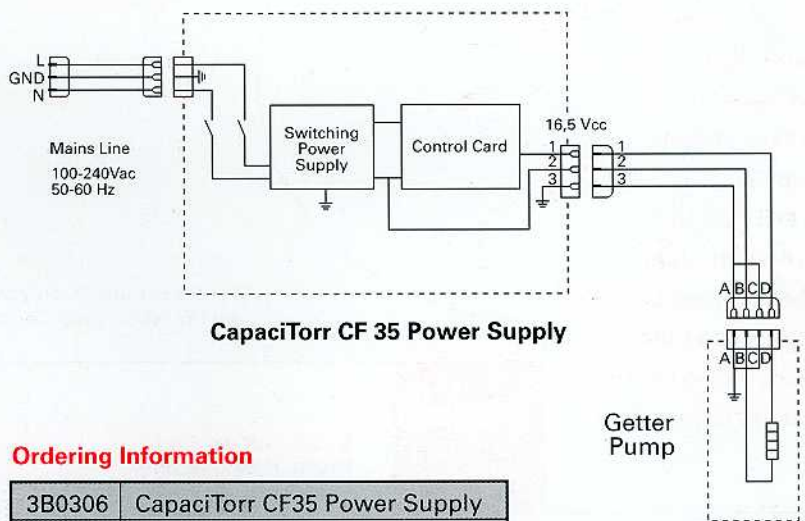 L
GND
N
Mains Line
100-240Vac
50-60 Hz
Switching
Power
Supply
Control Card
16,5 Vcc
1
2
3
1
2
3
A B C D
A B C D
CapaciTorr CF 35 Power Supply
Getter
Pump
Ordering Information
3B0306 CapaciTorr CF35 Power Supply